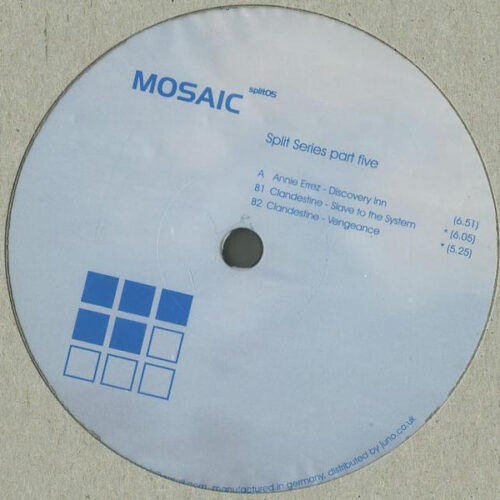 MOSAIC split05
Split Series part five
A Annie Errez - Discovery Inn (6.51)
B1 Clandestine - Slave to the System * (6.05)
B2 Clandestine - Vengeance * (5.25)
manufactured in germany, distributed by juno.co.uk